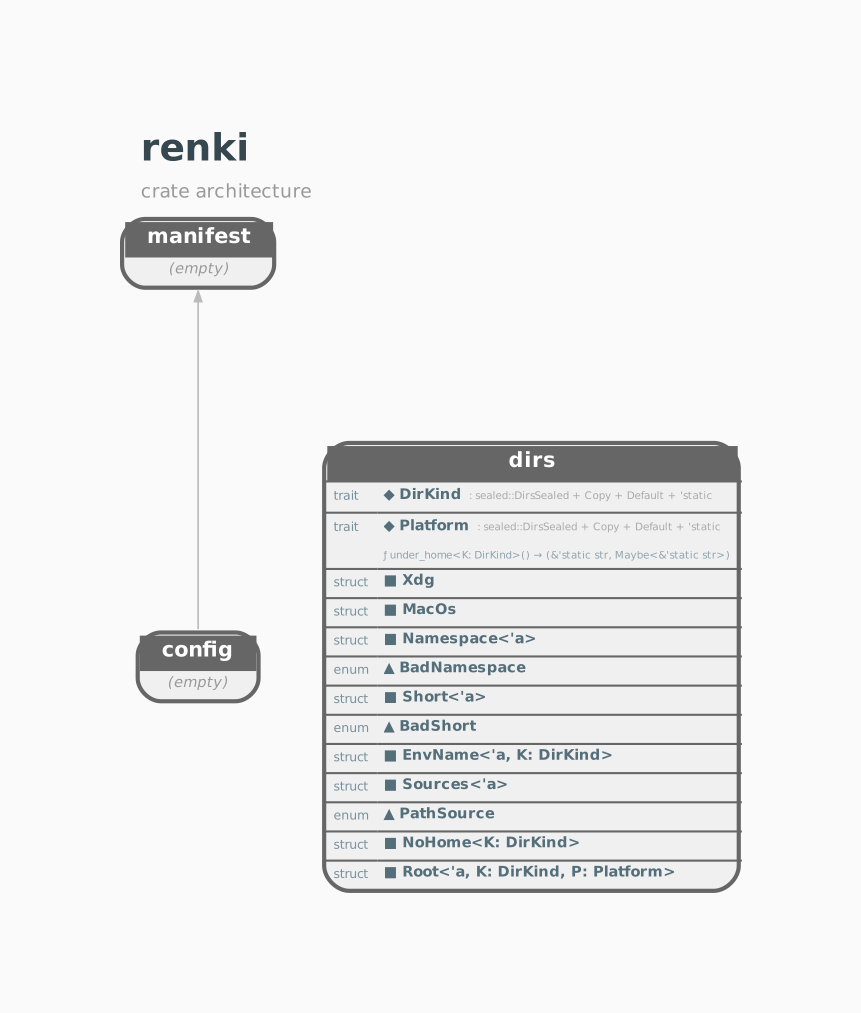 renki
crate architecture
manifest
(empty)
config
(empty)
dirs
trait ◆ DirKind : sealed::DirsSealed + Copy + Default + 'static
trait ◆ Platform : sealed::DirsSealed + Copy + Default + 'static
ƒ under_home<K: DirKind>() → (&'static str, Maybe<&'static str>)
struct ■ Xdg
struct ■ MacOs
struct ■ Namespace<'a>
enum ▲ BadNamespace
struct ■ Short<'a>
enum ▲ BadShort
struct ■ EnvName<'a, K: DirKind>
struct ■ Sources<'a>
enum ▲ PathSource
struct ■ NoHome<K: DirKind>
struct ■ Root<'a, K: DirKind, P: Platform>